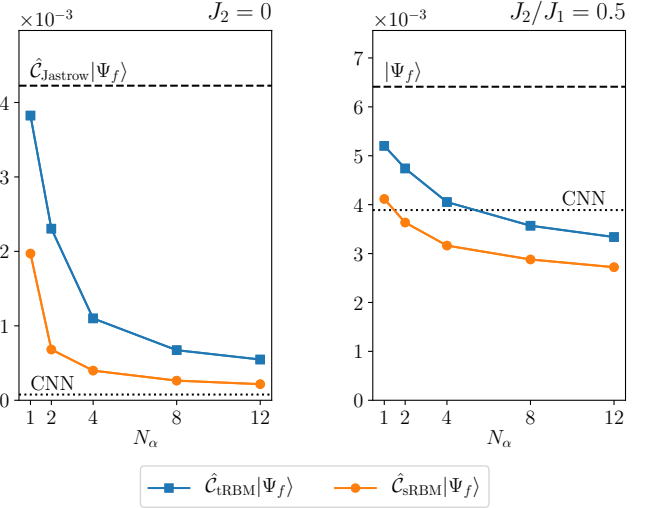 ×10⁻³ J₂ = 0
Ĉ_Jastrow|Ψ_f⟩
4
3
2
1
0
CNN
1 2 4 8 12
N_α
×10⁻³ J₂/J₁ = 0.5
7
|Ψ_f⟩
6
5
4
CNN
3
2
1
0
1 2 4 8 12
N_α
Ĉ_tRBM|Ψ_f⟩ Ĉ_sRBM|Ψ_f⟩